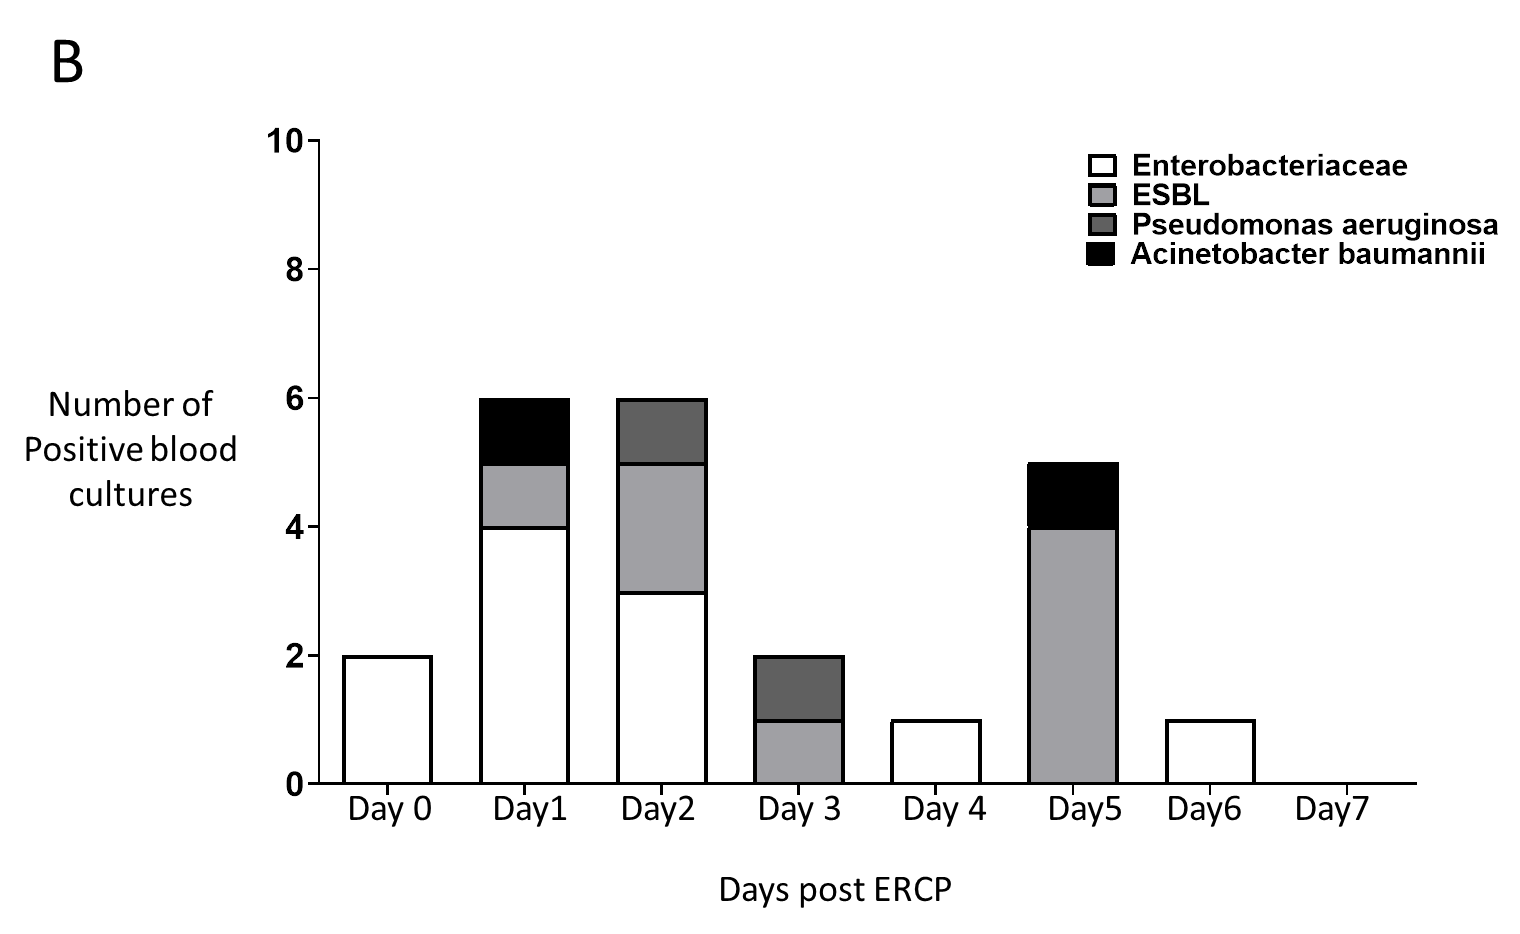 B
10
8
6
4
2
0
Number of
Positive blood
cultures
Enterobacteriaceae
ESBL
Pseudomonas aeruginosa
Acinetobacter baumannii
Day 0 Day1 Day2 Day 3 Day 4 Day5 Day6 Day7
Days post ERCP